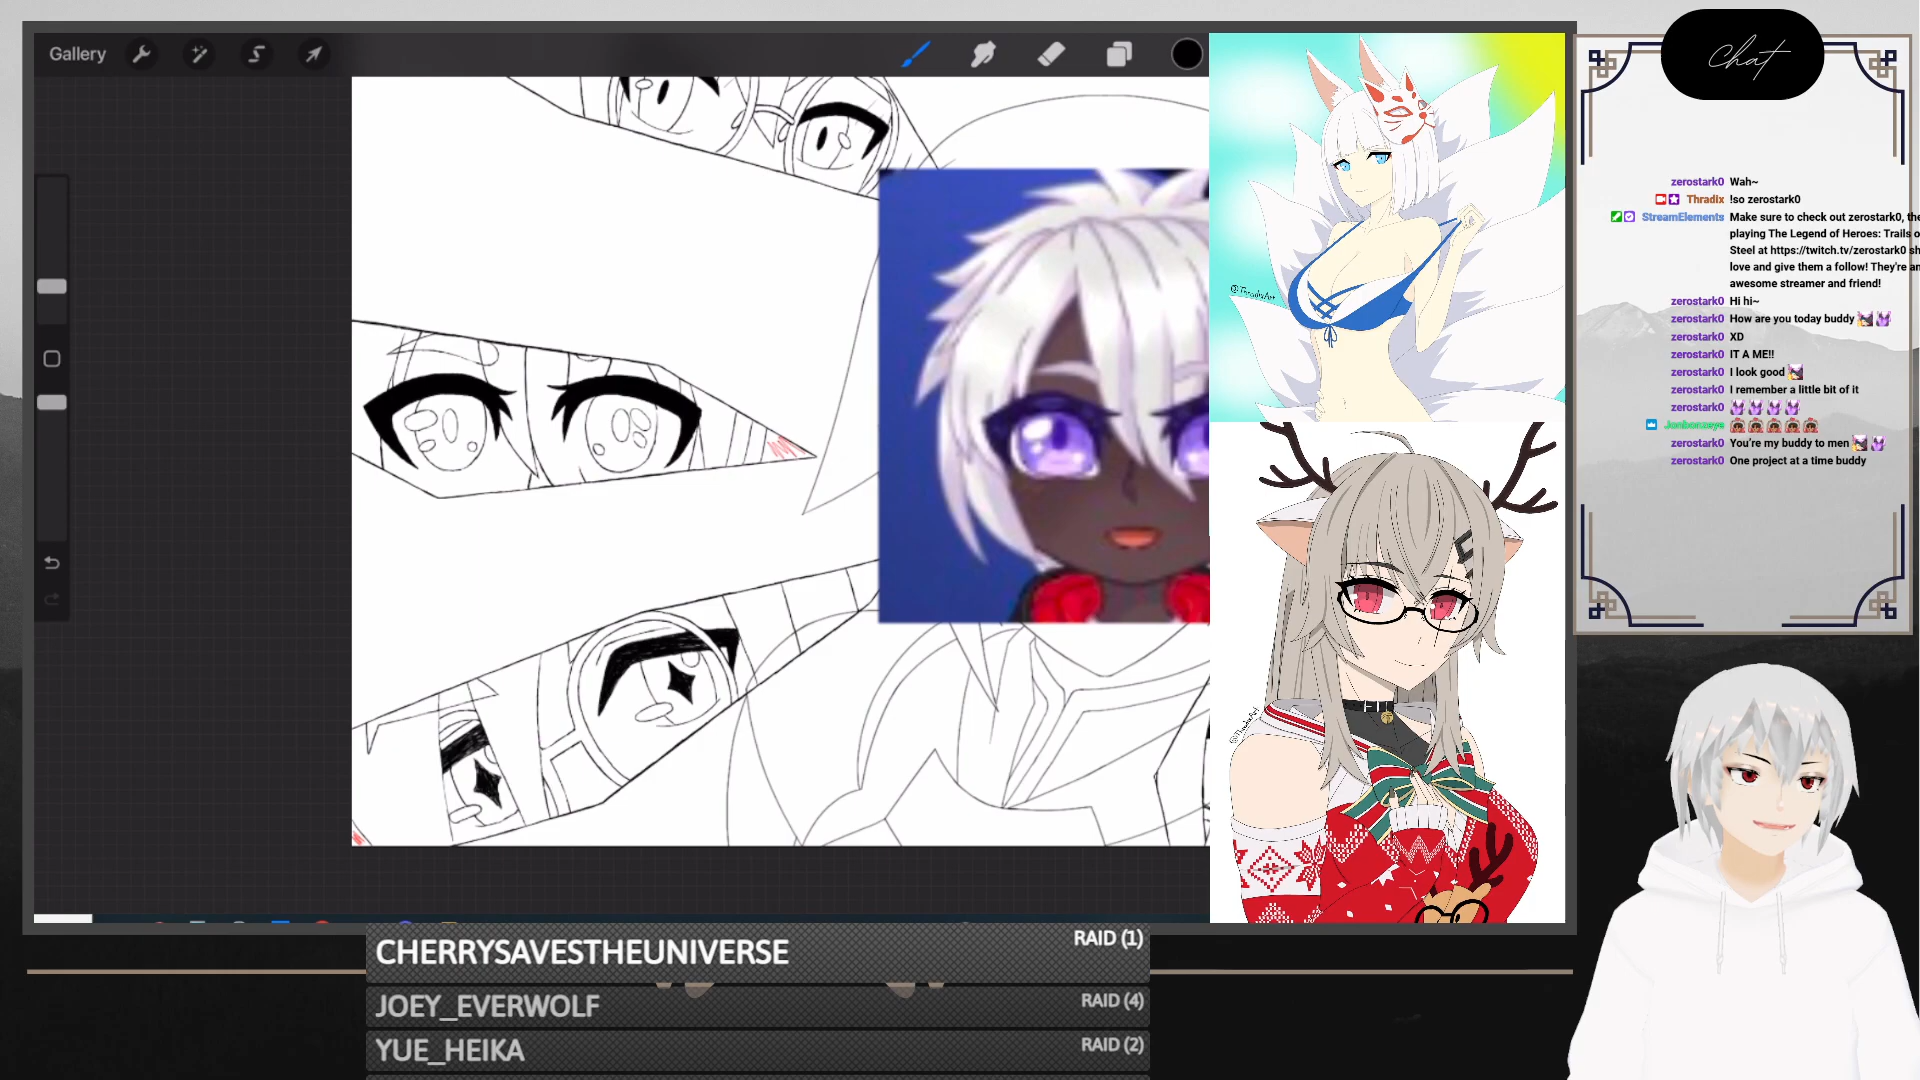 Gallery
Chat
zerostark0 Wah~
Thradix !so zerostark0
StreamElements Make sure to check out zerostark0, the
playing The Legend of Heroes: Trails o
Steel at https://twitch.tv/zerostark0 sh
love and give them a follow! They're an
awesome streamer and friend!
zerostark0 Hi hi~
zerostark0 How are you today buddy
zerostark0 XD
zerostark0 IT A ME!!
zerostark0 I look good
zerostark0 I remember a little bit of it
zerostark0
Jonbonzeye
zerostark0 You're my buddy to men
zerostark0 One project at a time buddy
@ThradixArt
@ThradixArt
CHERRYSAVESTHEUNIVERSE RAID (1)
JOEY_EVERWOLF RAID (4)
YUE_HEIKA RAID (2)